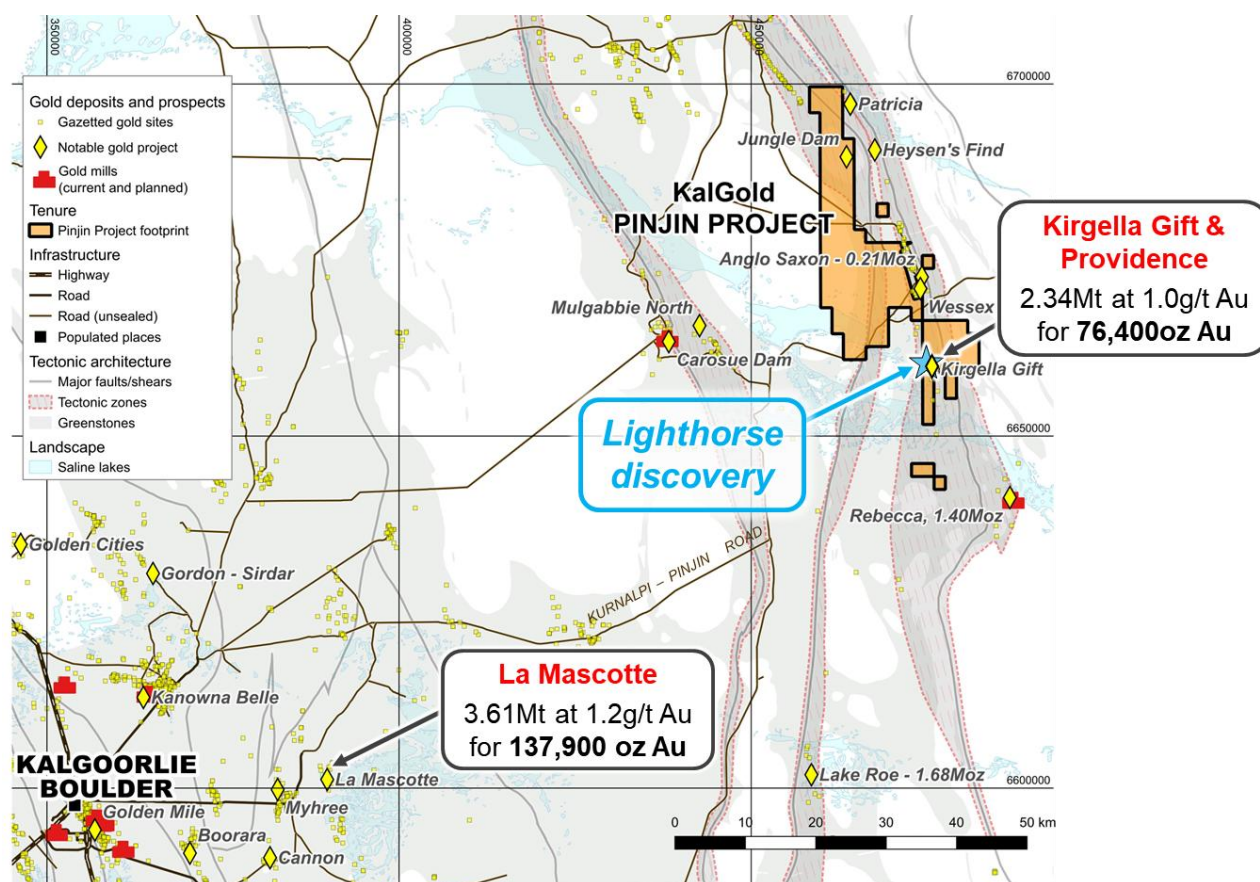 350000
400000
450000
6700000
Gold deposits and prospects
Gazetted gold sites
Notable gold project
Gold mills
(current and planned)
Tenure
Pinjin Project footprint
Infrastructure
Highway
Road
Road (unsealed)
Populated places
Tectonic architecture
Major faults/shears
Tectonic zones
Greenstones
Landscape
Saline lakes
Patricia
Jungle Dam
Heysen's Find
KalGold
PINJIN PROJECT
Anglo Saxon - 0.21Moz
Wessex
Kirgella Gift &
Providence
2.34Mt at 1.0g/t Au
for 76,400oz Au
Mulgabbie North
Carosue Dam
Kirgella Gift
Lighthorse
discovery
6650000
Rebecca, 1.40Moz
Golden Cities
Gordon - Sirdar
KURNALPI – PINJIN ROAD
Kanowna Belle
La Mascotte
3.61Mt at 1.2g/t Au
for 137,900 oz Au
KALGOORLIE
BOULDER
La Mascotte
Lake Roe - 1.68Moz
6600000
Golden Mile
Myhree
Boorara
Cannon
0 10 20 30 40 50 km